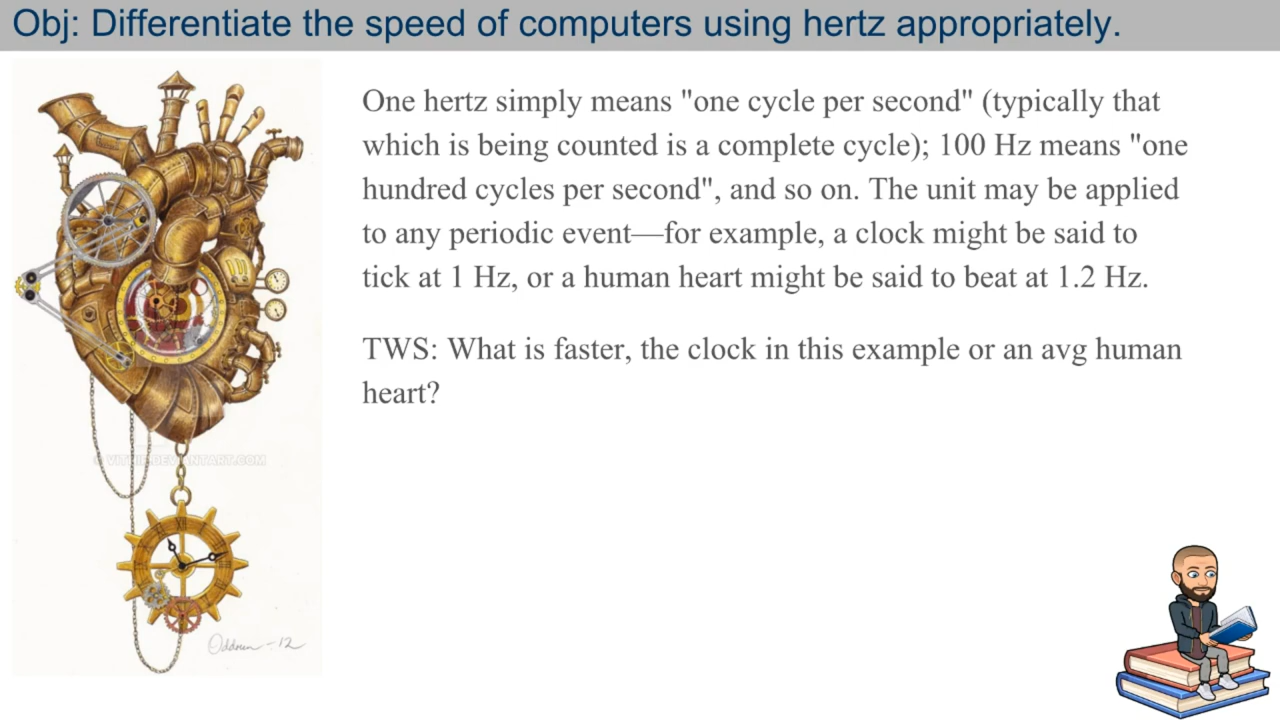 Obj: Differentiate the speed of computers using hertz appropriately.
One hertz simply means "one cycle per second" (typically that
which is being counted is a complete cycle); 100 Hz means "one
hundred cycles per second", and so on. The unit may be applied
to any periodic event—for example, a clock might be said to
tick at 1 Hz, or a human heart might be said to beat at 1.2 Hz.
TWS: What is faster, the clock in this example or an avg human
heart?